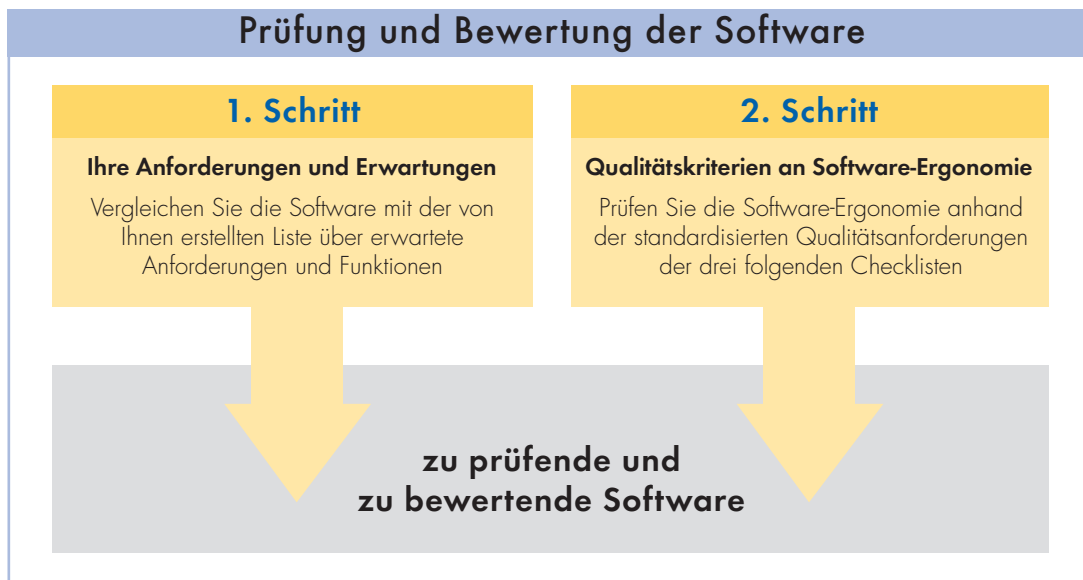 Prüfung und Bewertung der Software
1. Schritt
Ihre Anforderungen und Erwartungen
Vergleichen Sie die Software mit der von
Ihnen erstellten Liste über erwartete
Anforderungen und Funktionen
2. Schritt
Qualitätskriterien an Software-Ergonomie
Prüfen Sie die Software-Ergonomie anhand
der standardisierten Qualitätsanforderungen
der drei folgenden Checklisten
zu prüfende und
zu bewertende Software